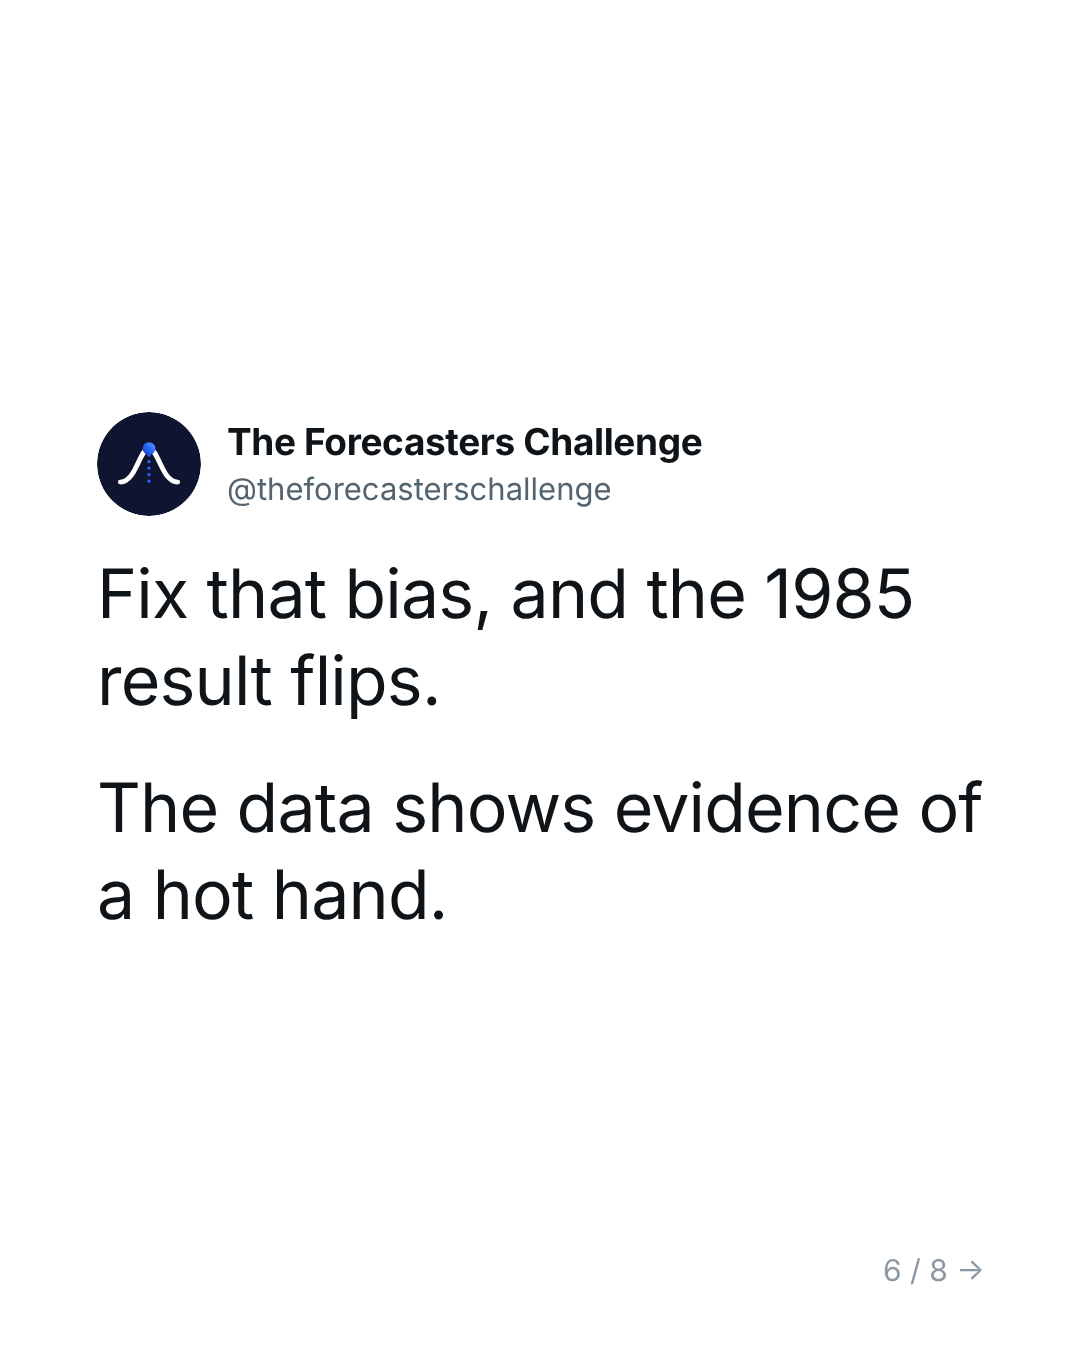 The Forecasters Challenge
@theforecasterschallenge
Fix that bias, and the 1985
result flips.
The data shows evidence of
a hot hand.
6 / 8 →